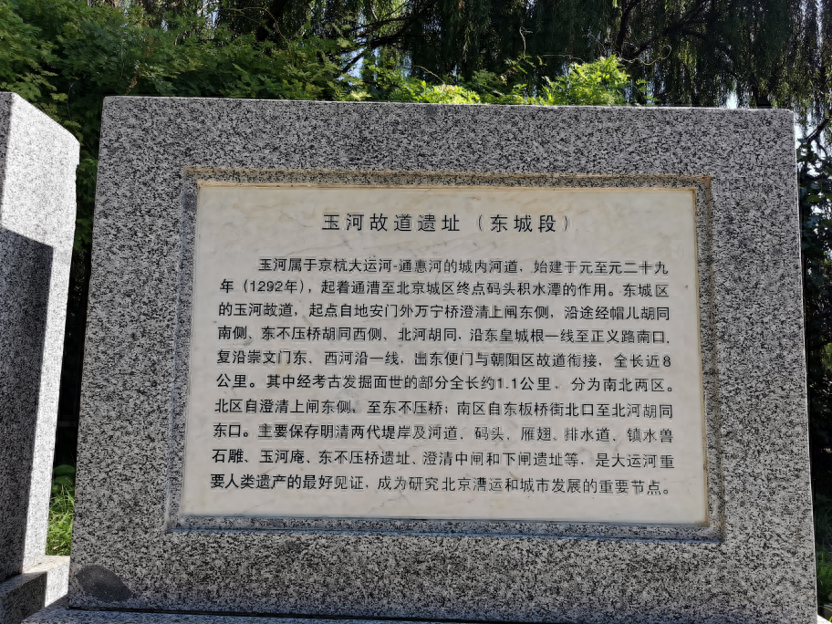 玉河故道遗址（东城段）
玉河属于京杭大运河-通惠河的城内河道，始建于元至元二十九
年（1292年），起着通漕至北京城区终点码头积水潭的作用。东城区
的玉河故道，起点自地安门外万宁桥澄清上闸东侧，沿途经帽儿胡同
南侧、东不压桥胡同西侧、北河胡同，沿东皇城根一线至正义路南口，
复沿崇文门东、西河沿一线，出东便门与朝阳区故道衔接，全长近8
公里。其中经考古发掘面世的部分全长约1.1公里，分为南北两区。
北区自澄清上闸东侧，至东不压桥；南区自东板桥街北口至北河胡同
东口。主要保存明清两代堤岸及河道、码头、雁翅、排水道、镇水兽
石雕、玉河庵、东不压桥遗址、澄清中闸和下闸遗址等，是大运河重
要人类遗产的最好见证，成为研究北京漕运和城市发展的重要节点。